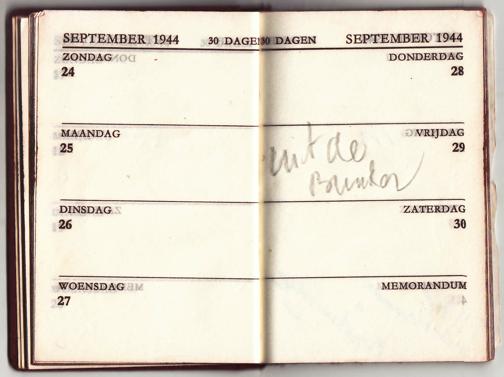 SEPTEMBER 1944 30 DAGEN
ZONDAG
24
MAANDAG
25
DINSDAG
26
WOENSDAG
27
30 DAGEN SEPTEMBER 1944
DONDERDAG
28
VRIJDAG
29
uit de
Bunker
ZATERDAG
30
MEMORANDUM